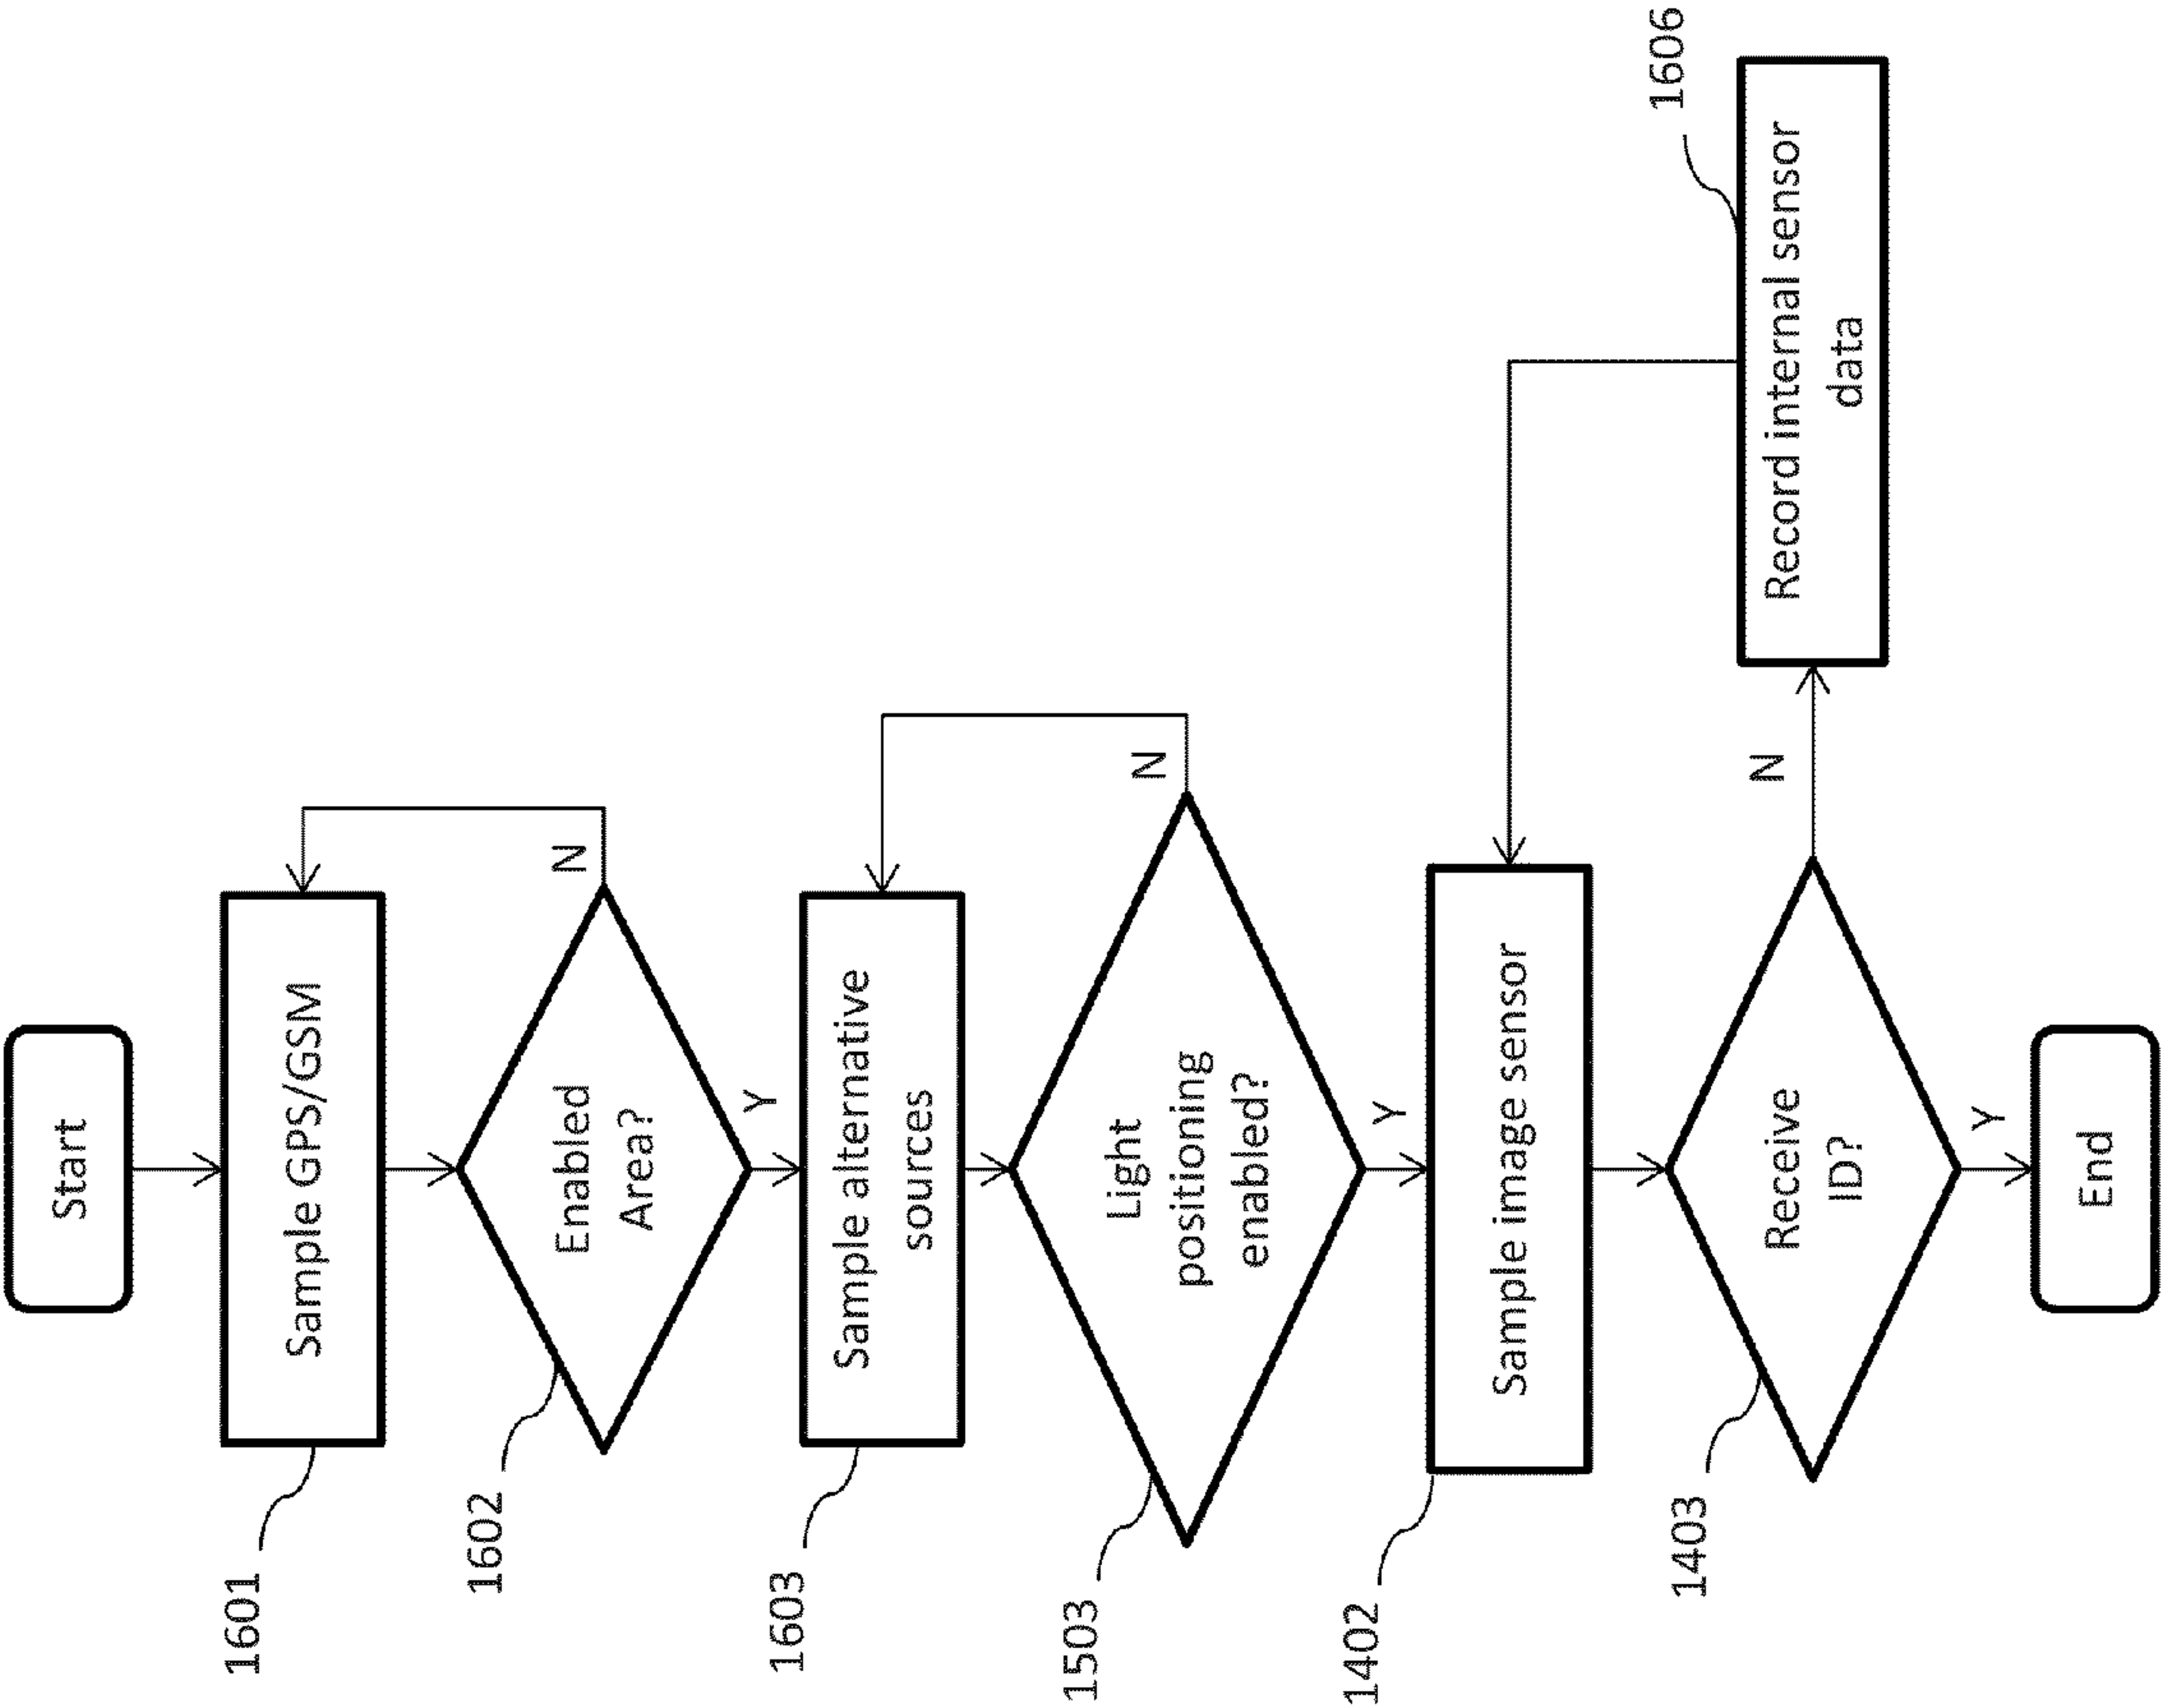 Start
1601
Sample GPS/GSM
1602
Enabled
Area?
N
Y
1603
Sample alternative
sources
1503
Light
positioning
enabled?
N
Y
1402
Sample image sensor
1403
Receive
ID?
N
Y
1606
Record internal sensor
data
End